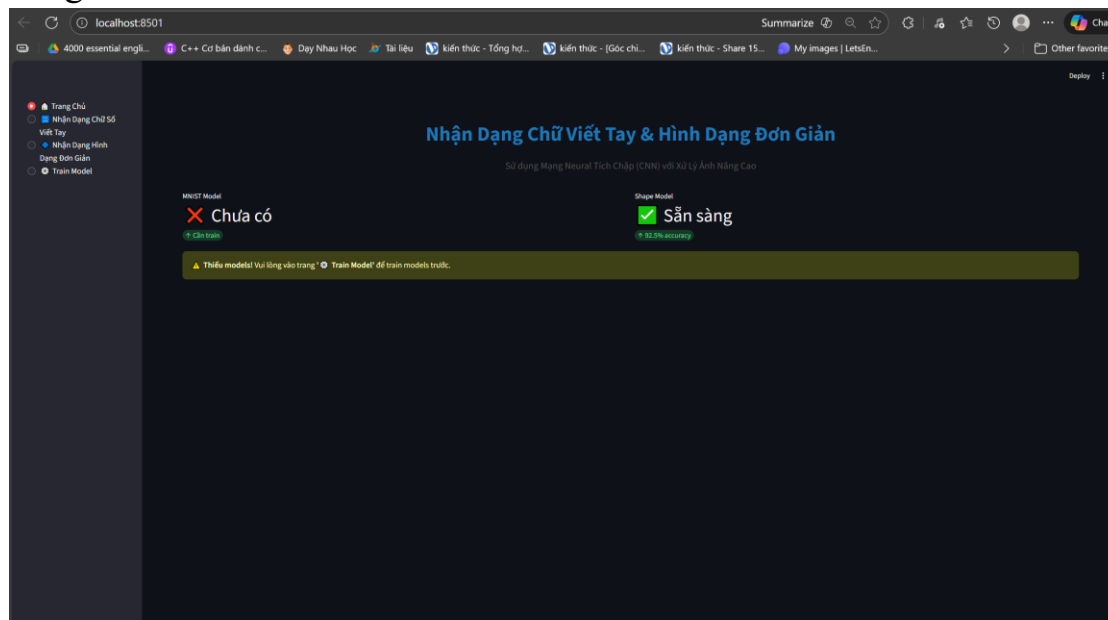 localhost:8501
Summarize
Cha
4000 essential engli...
C++ Cơ bản dành c...
Dạy Nhau Học
Tài liệu
kiến thức - Tổng hợ...
kiến thức - [Góc chi...
kiến thức - Share 15...
My images | LetsEn...
Other favorite
Deploy
Trang Chủ
Nhận Dạng Chữ Số
Viết Tay
Nhận Dạng Hình
Dạng Đơn Giản
Train Model
Nhận Dạng Chữ Viết Tay & Hình Dạng Đơn Giản
Sử dụng Mạng Neural Tích Chập (CNN) với Xử Lý Ảnh Nâng Cao
MNIST Model
Chưa có
↑ Cần train
Shape Model
Sẵn sàng
↑ 92.5% accuracy
Thiếu models! Vui lòng vào trang "⚙ Train Model" để train models trước.